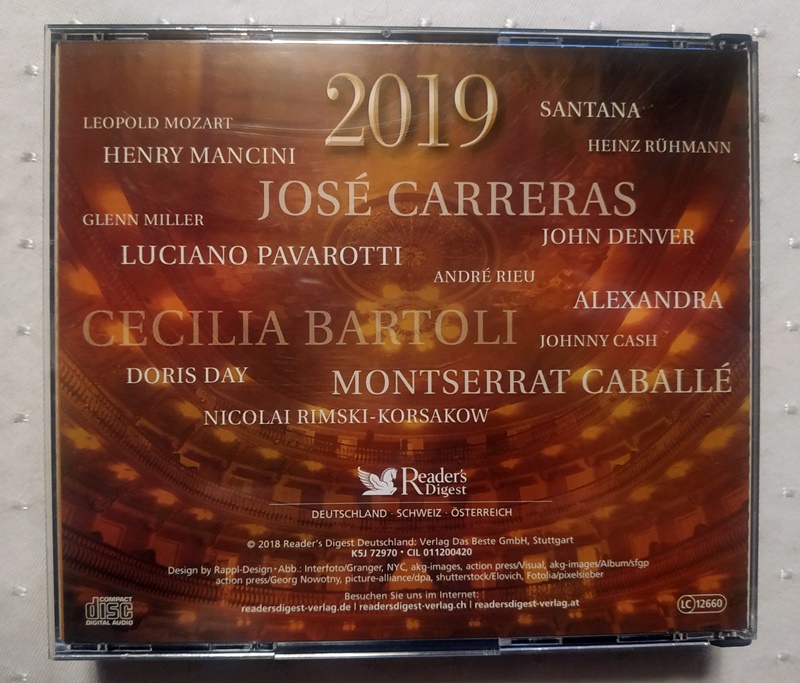 2019
SANTANA
LEOPOLD MOZART
HEINZ RÜHMANN
HENRY MANCINI
JOSÉ CARRERAS
GLENN MILLER
JOHN DENVER
LUCIANO PAVAROTTI
ANDRÉ RIEU
ALEXANDRA
CECILIA BARTOLI
JOHNNY CASH
DORIS DAY
MONTSERRAT CABALLÉ
NICOLAI RIMSKI-KORSAKOW
Reader's
Digest
DEUTSCHLAND · SCHWEIZ · ÖSTERREICH
© 2018 Reader's Digest Deutschland: Verlag Das Beste GmbH, Stuttgart
K5J 72970 • CIL 011200420
Design by Rappl-Design · Abb.: Interfoto/Granger, NYC, akg-images, action press/Visual, akg-images/Album/sfgp
action press/Georg Nowotny, picture-alliance/dpa, shutterstock/Elovich, Fotolia/pixelsieber
Besuchen Sie uns im Internet:
readersdigest-verlag.de | readersdigest-verlag.ch | readersdigest-verlag.at
COMPACT
disc
DIGITAL AUDIO
LC 12660